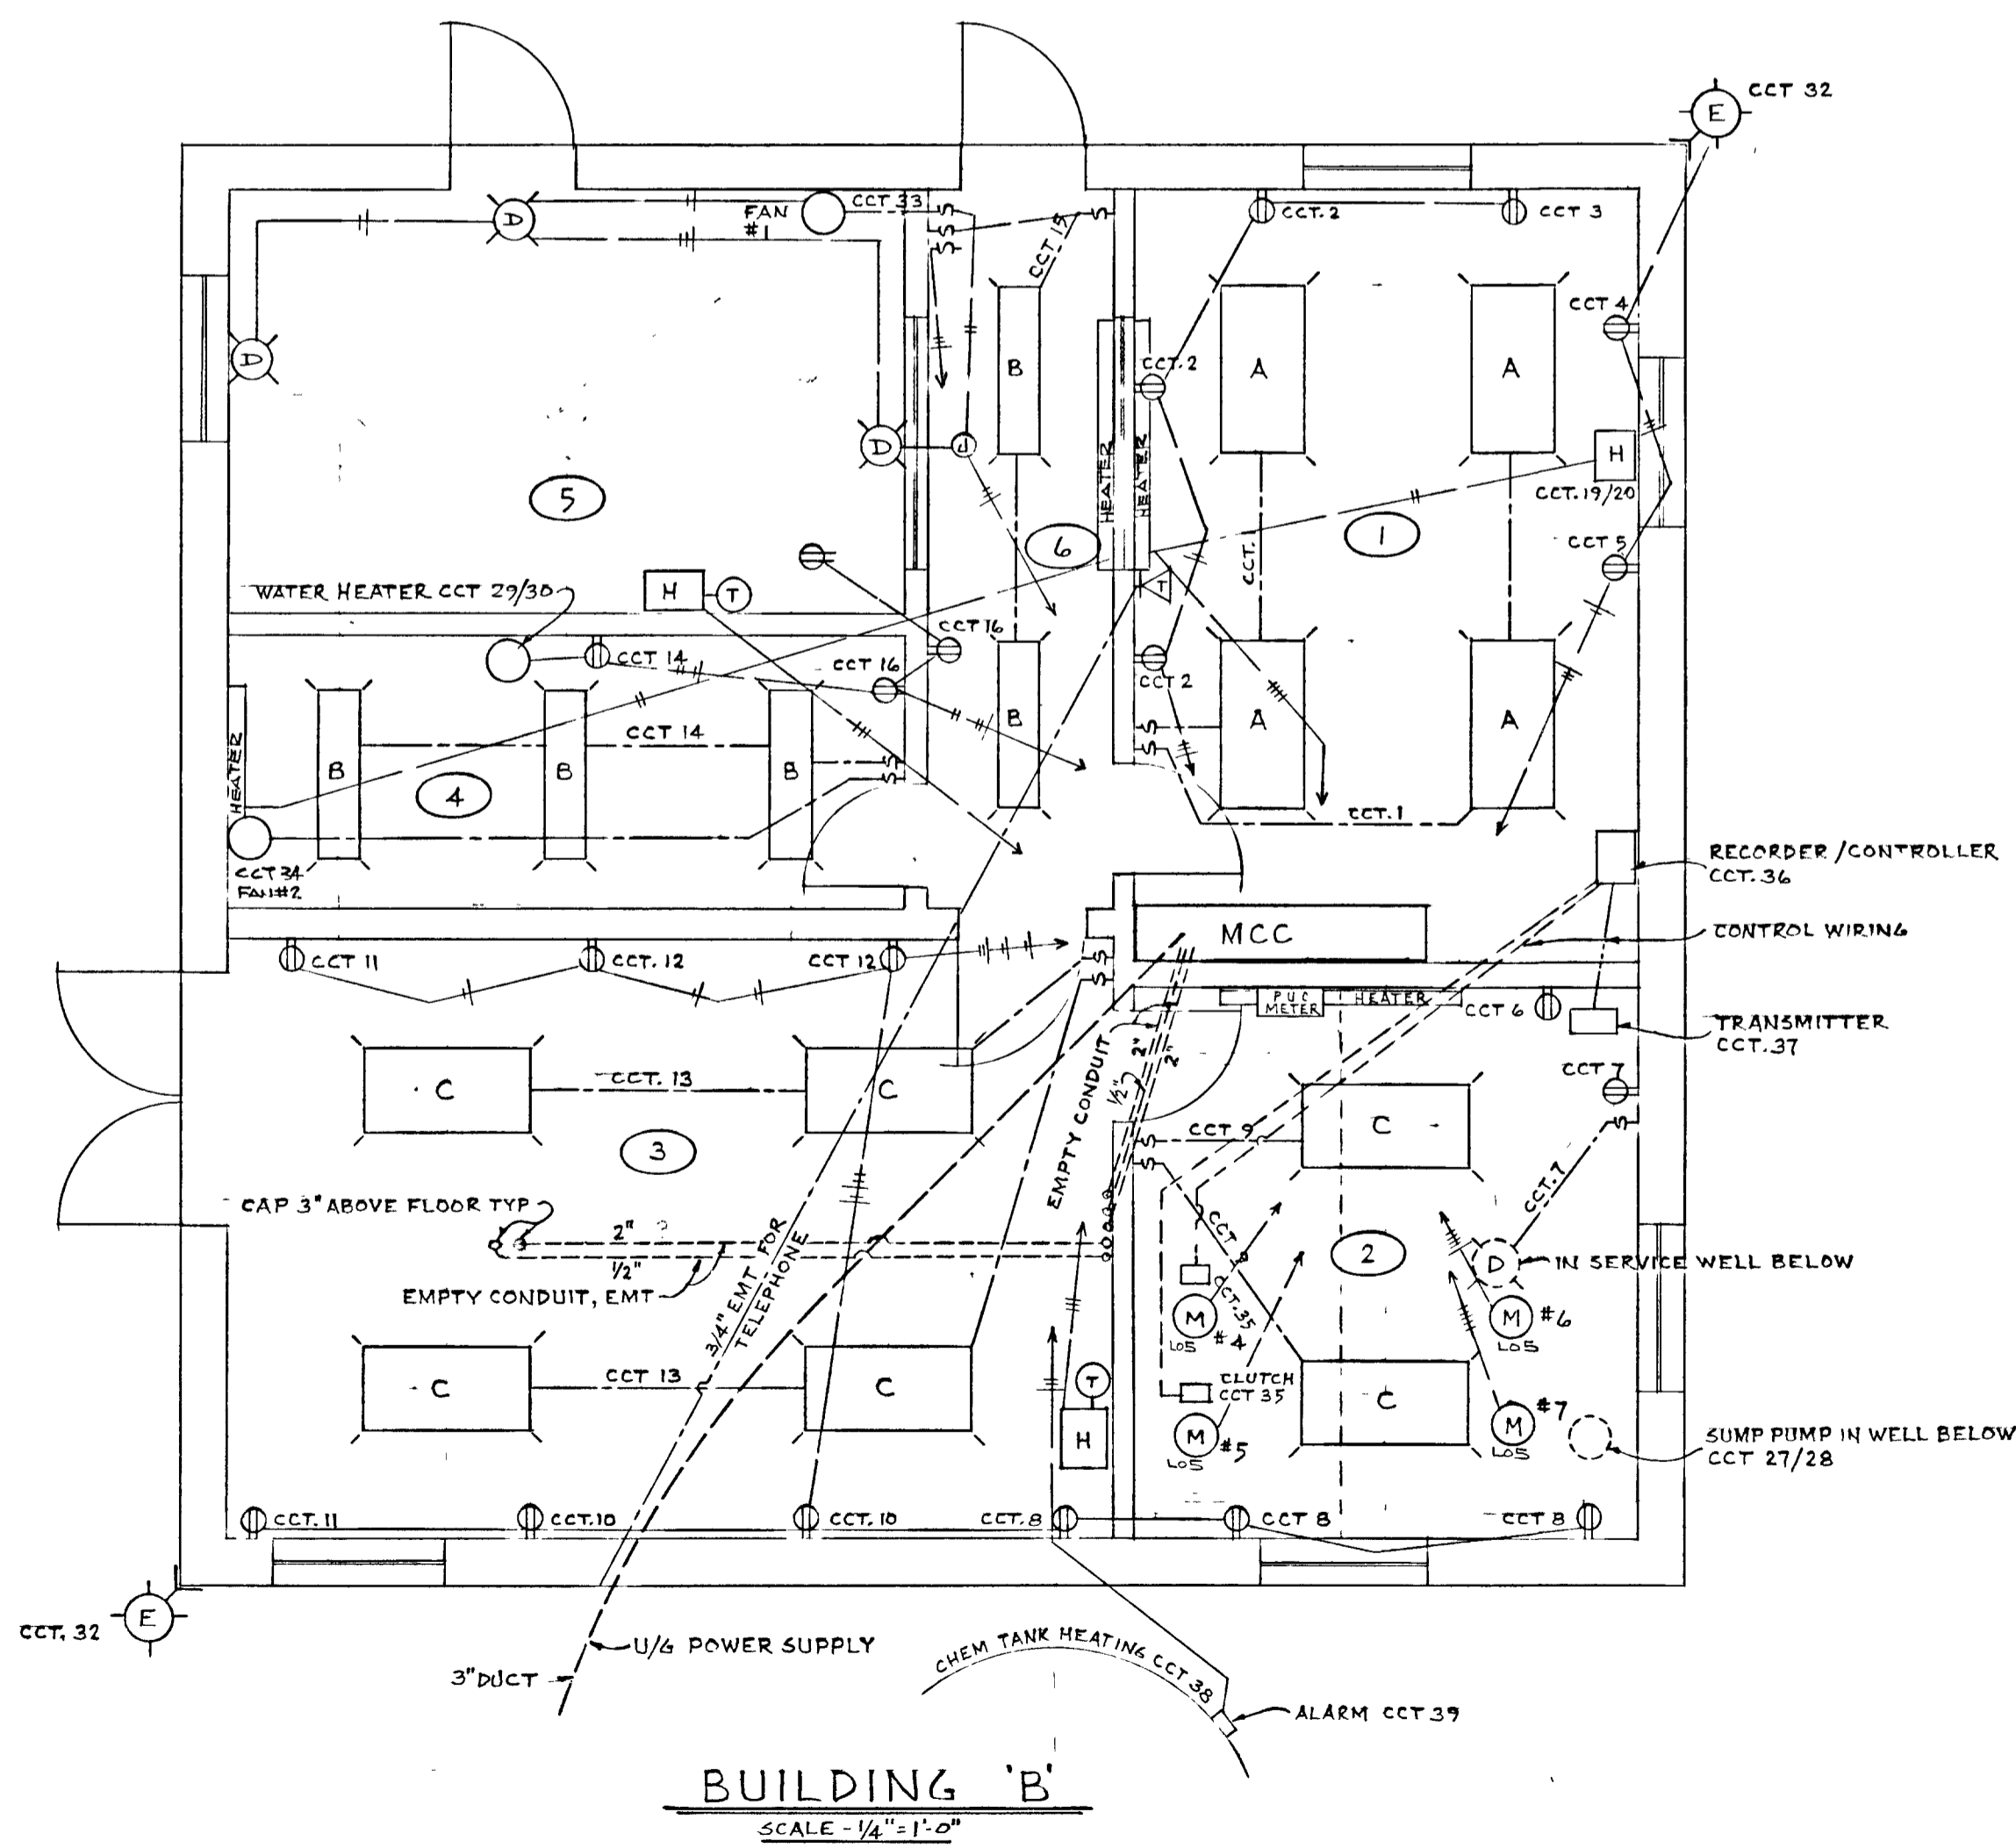 CCT 32
E
CCT 33
FAN
#1
D
CCT.2
CCT 3
CCT 15
CCT 4
D
B
CCT.2
A
A
D
J
HEATER
HEATER
H
CCT.19/20
5
6
1
CCT 5
CCT.1
WATER HEATER CCT 29/30
H
T
T
CCT 16
CCT 14
CCT 16
CCT 2
B
A
A
CCT 14
HEATER
B
B
B
4
CCT.1
CCT 34
FAN #2
RECORDER/CONTROLLER
CCT.36
MCC
CONTROL WIRING
CCT 11
CCT.12
CCT 12
PUC
METER
HEATER
CCT 6
TRANSMITTER
CCT.37
EMPTY CONDUIT
2"
2"
1/2"
C
CCT. 13
C
CCT 7
C
CCT 9
3
CAP 3" ABOVE FLOOR TYP
2"
1/2"
EMPTY CONDUIT, EMT
3/4" EMT FOR
TELEPHONE
CCT
CCT.7
2
D
IN SERVICE WELL BELOW
CCT.35
M
#4
LO5
M
#6
LO5
C
CCT 13
C
T
H
CLUTCH
CCT 35
M
#5
LO5
C
M
#7
LO5
SUMP PUMP IN WELL BELOW
CCT 27/28
CCT.11
CCT.10
CCT.10
CCT.8
CCT 8
CCT 8
CCT. 32
E
U/G POWER SUPPLY
3" DUCT
CHEM TANK HEATING CCT 38
ALARM CCT 39
BUILDING 'B'
SCALE - 1/4" = 1'-0"